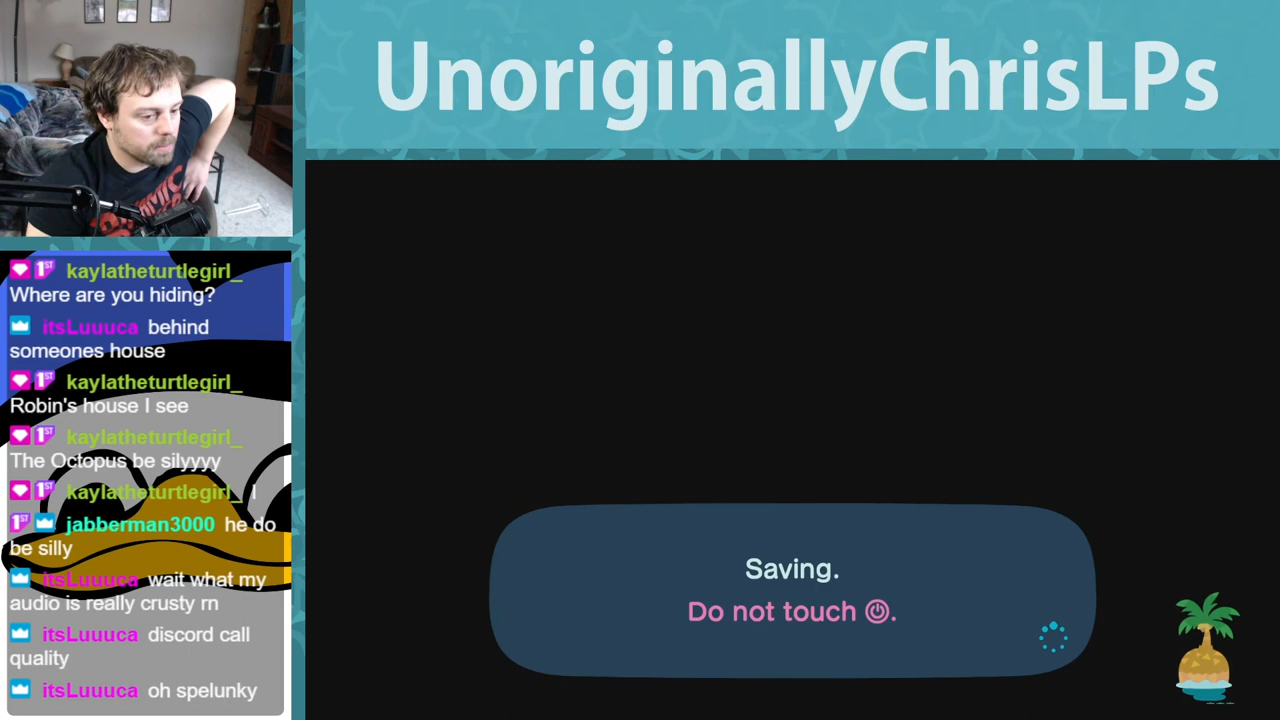 UnoriginallyChrisLPs
kaylatheturtlegirl_
Where are you hiding?
itsLuuuca behind
someones house
kaylatheturtlegirl_
Robin's house I see
kaylatheturtlegirl_
The Octopus be silyyyy
kaylatheturtlegirl_ I
jabberman3000 he do
be silly
itsLuuuca wait what my
audio is really crusty rn
itsLuuuca discord call
quality
itsLuuuca oh spelunky
Saving.
Do not touch ⏻.